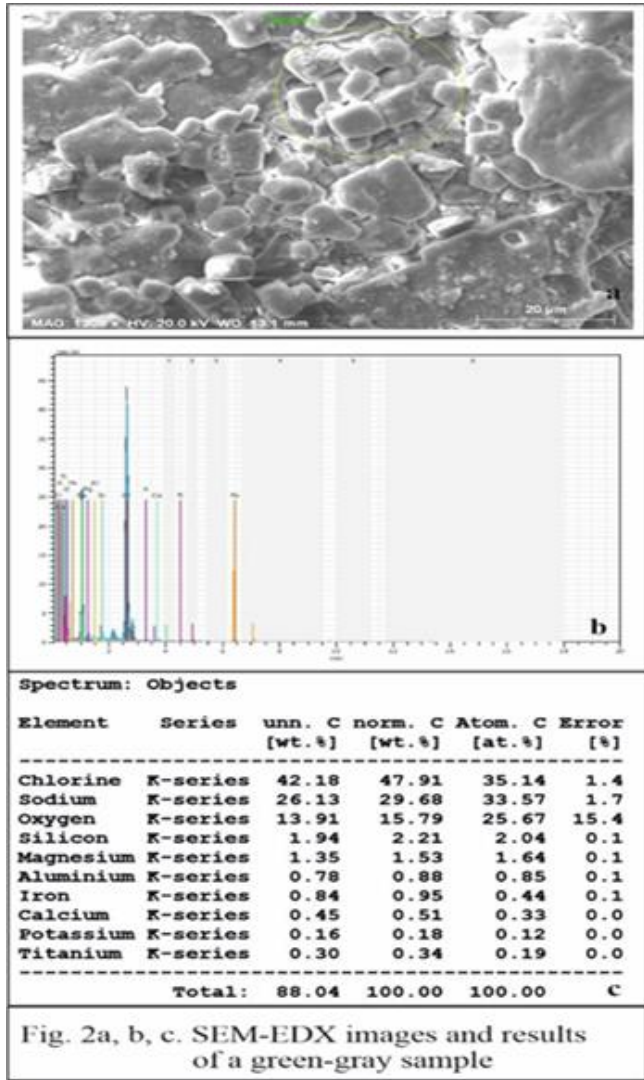 a
MAG: HV: 20.0 kV WD: 13.1 mm
20 µm
b
Spectrum: Objects
Element Series unn. C norm. C Atom. C Error
[wt.%] [wt.%] [at.%] [%]
Chlorine K-series 42.18 47.91 35.14 1.4
Sodium K-series 26.13 29.68 33.57 1.7
Oxygen K-series 13.91 15.79 25.67 15.4
Silicon K-series 1.94 2.21 2.04 0.1
Magnesium K-series 1.35 1.53 1.64 0.1
Aluminium K-series 0.78 0.88 0.85 0.1
Iron K-series 0.84 0.95 0.44 0.1
Calcium K-series 0.45 0.51 0.33 0.0
Potassium K-series 0.16 0.18 0.12 0.0
Titanium K-series 0.30 0.34 0.19 0.0
Total: 88.04 100.00 100.00 c
Fig. 2a, b, c. SEM-EDX images and results
of a green-gray sample